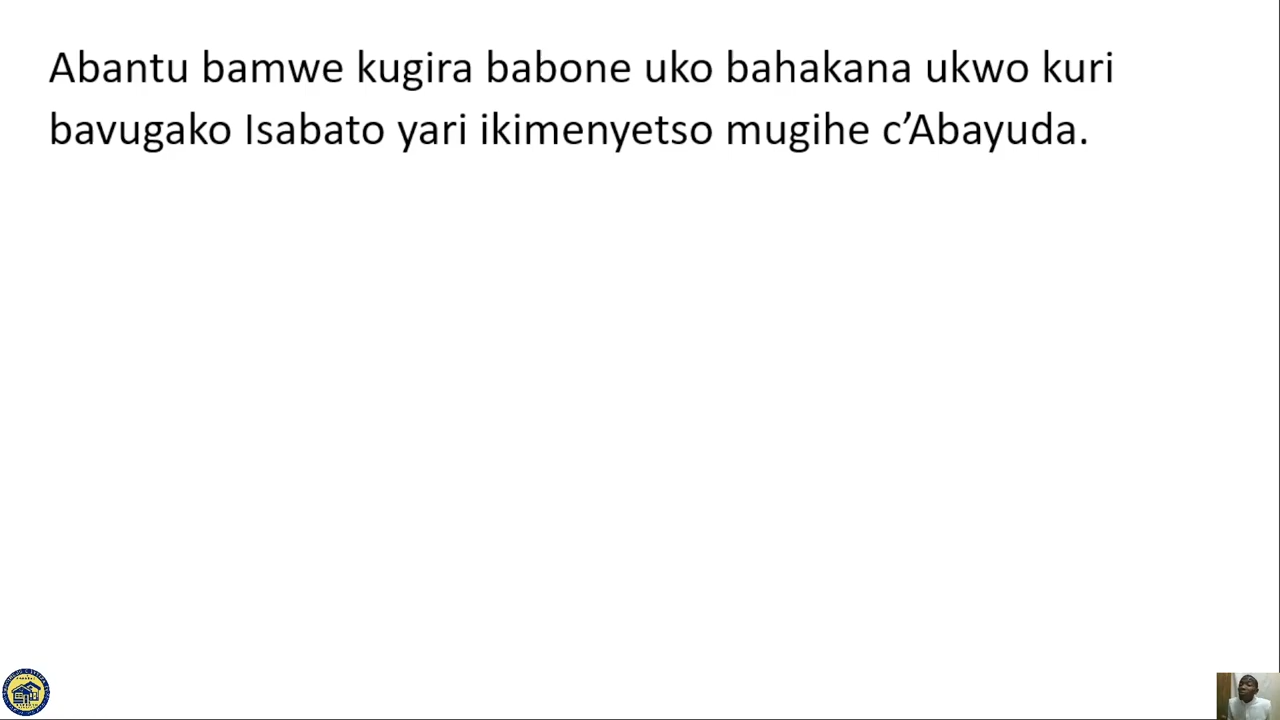 Abantu bamwe kugira babone uko bahakana ukwo kuri
bavugako Isabato yari ikimenyetso mugihe c’Abayuda.